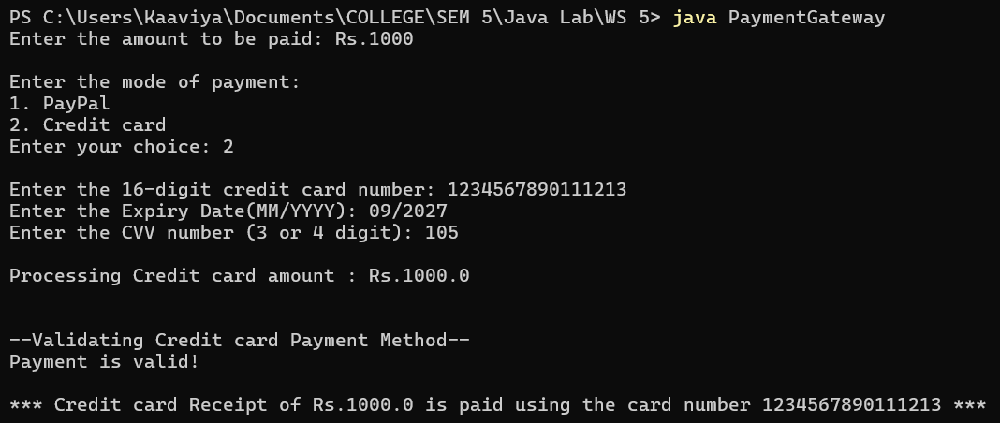 PS C:\Users\Kaaviya\Documents\COLLEGE\SEM 5\Java Lab\WS 5> java PaymentGateway
Enter the amount to be paid: Rs.1000
Enter the mode of payment:
1. PayPal
2. Credit card
Enter your choice: 2
Enter the 16-digit credit card number: 1234567890111213
Enter the Expiry Date(MM/YYYY): 09/2027
Enter the CVV number (3 or 4 digit): 105
Processing Credit card amount : Rs.1000.0
--Validating Credit card Payment Method--
Payment is valid!
*** Credit card Receipt of Rs.1000.0 is paid using the card number 1234567890111213 ***